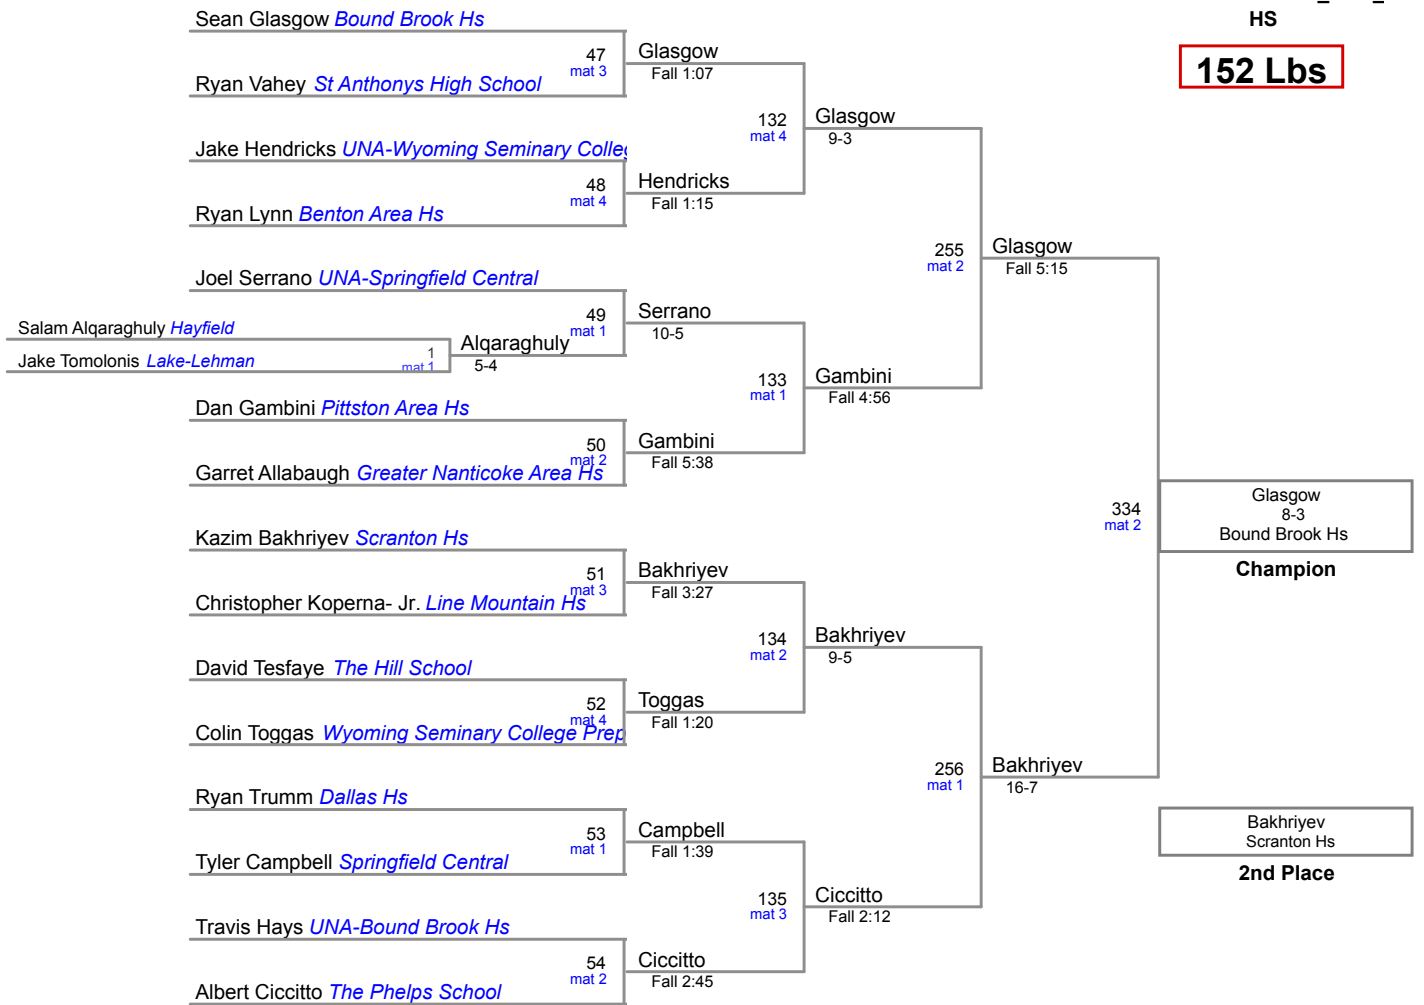 HS
152 Lbs
Sean Glasgow Bound Brook Hs
47
mat 3
Glasgow
Fall 1:07
Ryan Vahey St Anthonys High School
132
mat 4
Glasgow
9-3
Jake Hendricks UNA-Wyoming Seminary Colle
48
mat 4
Hendricks
Fall 1:15
Ryan Lynn Benton Area Hs
255
mat 2
Glasgow
Fall 5:15
Joel Serrano UNA-Springfield Central
49
mat 1
Serrano
10-5
Salam Alqaraghuly Hayfield
1
mat 1
Alqaraghuly
5-4
Jake Tomolonis Lake-Lehman
133
mat 1
Gambini
Fall 4:56
Dan Gambini Pittston Area Hs
50
mat 2
Gambini
Fall 5:38
Garret Allabaugh Greater Nanticoke Area Hs
334
mat 2
Glasgow
8-3
Bound Brook Hs
Champion
Kazim Bakhriyev Scranton Hs
51
mat 3
Bakhriyev
Fall 3:27
Christopher Koperna- Jr. Line Mountain Hs
134
mat 2
Bakhriyev
9-5
David Tesfaye The Hill School
52
mat 4
Toggas
Fall 1:20
Colin Toggas Wyoming Seminary College Prep
256
mat 1
Bakhriyev
16-7
Ryan Trumm Dallas Hs
53
mat 1
Campbell
Fall 1:39
Tyler Campbell Springfield Central
Bakhriyev
Scranton Hs
2nd Place
135
mat 3
Ciccitto
Fall 2:12
Travis Hays UNA-Bound Brook Hs
54
mat 2
Ciccitto
Fall 2:45
Albert Ciccitto The Phelps School